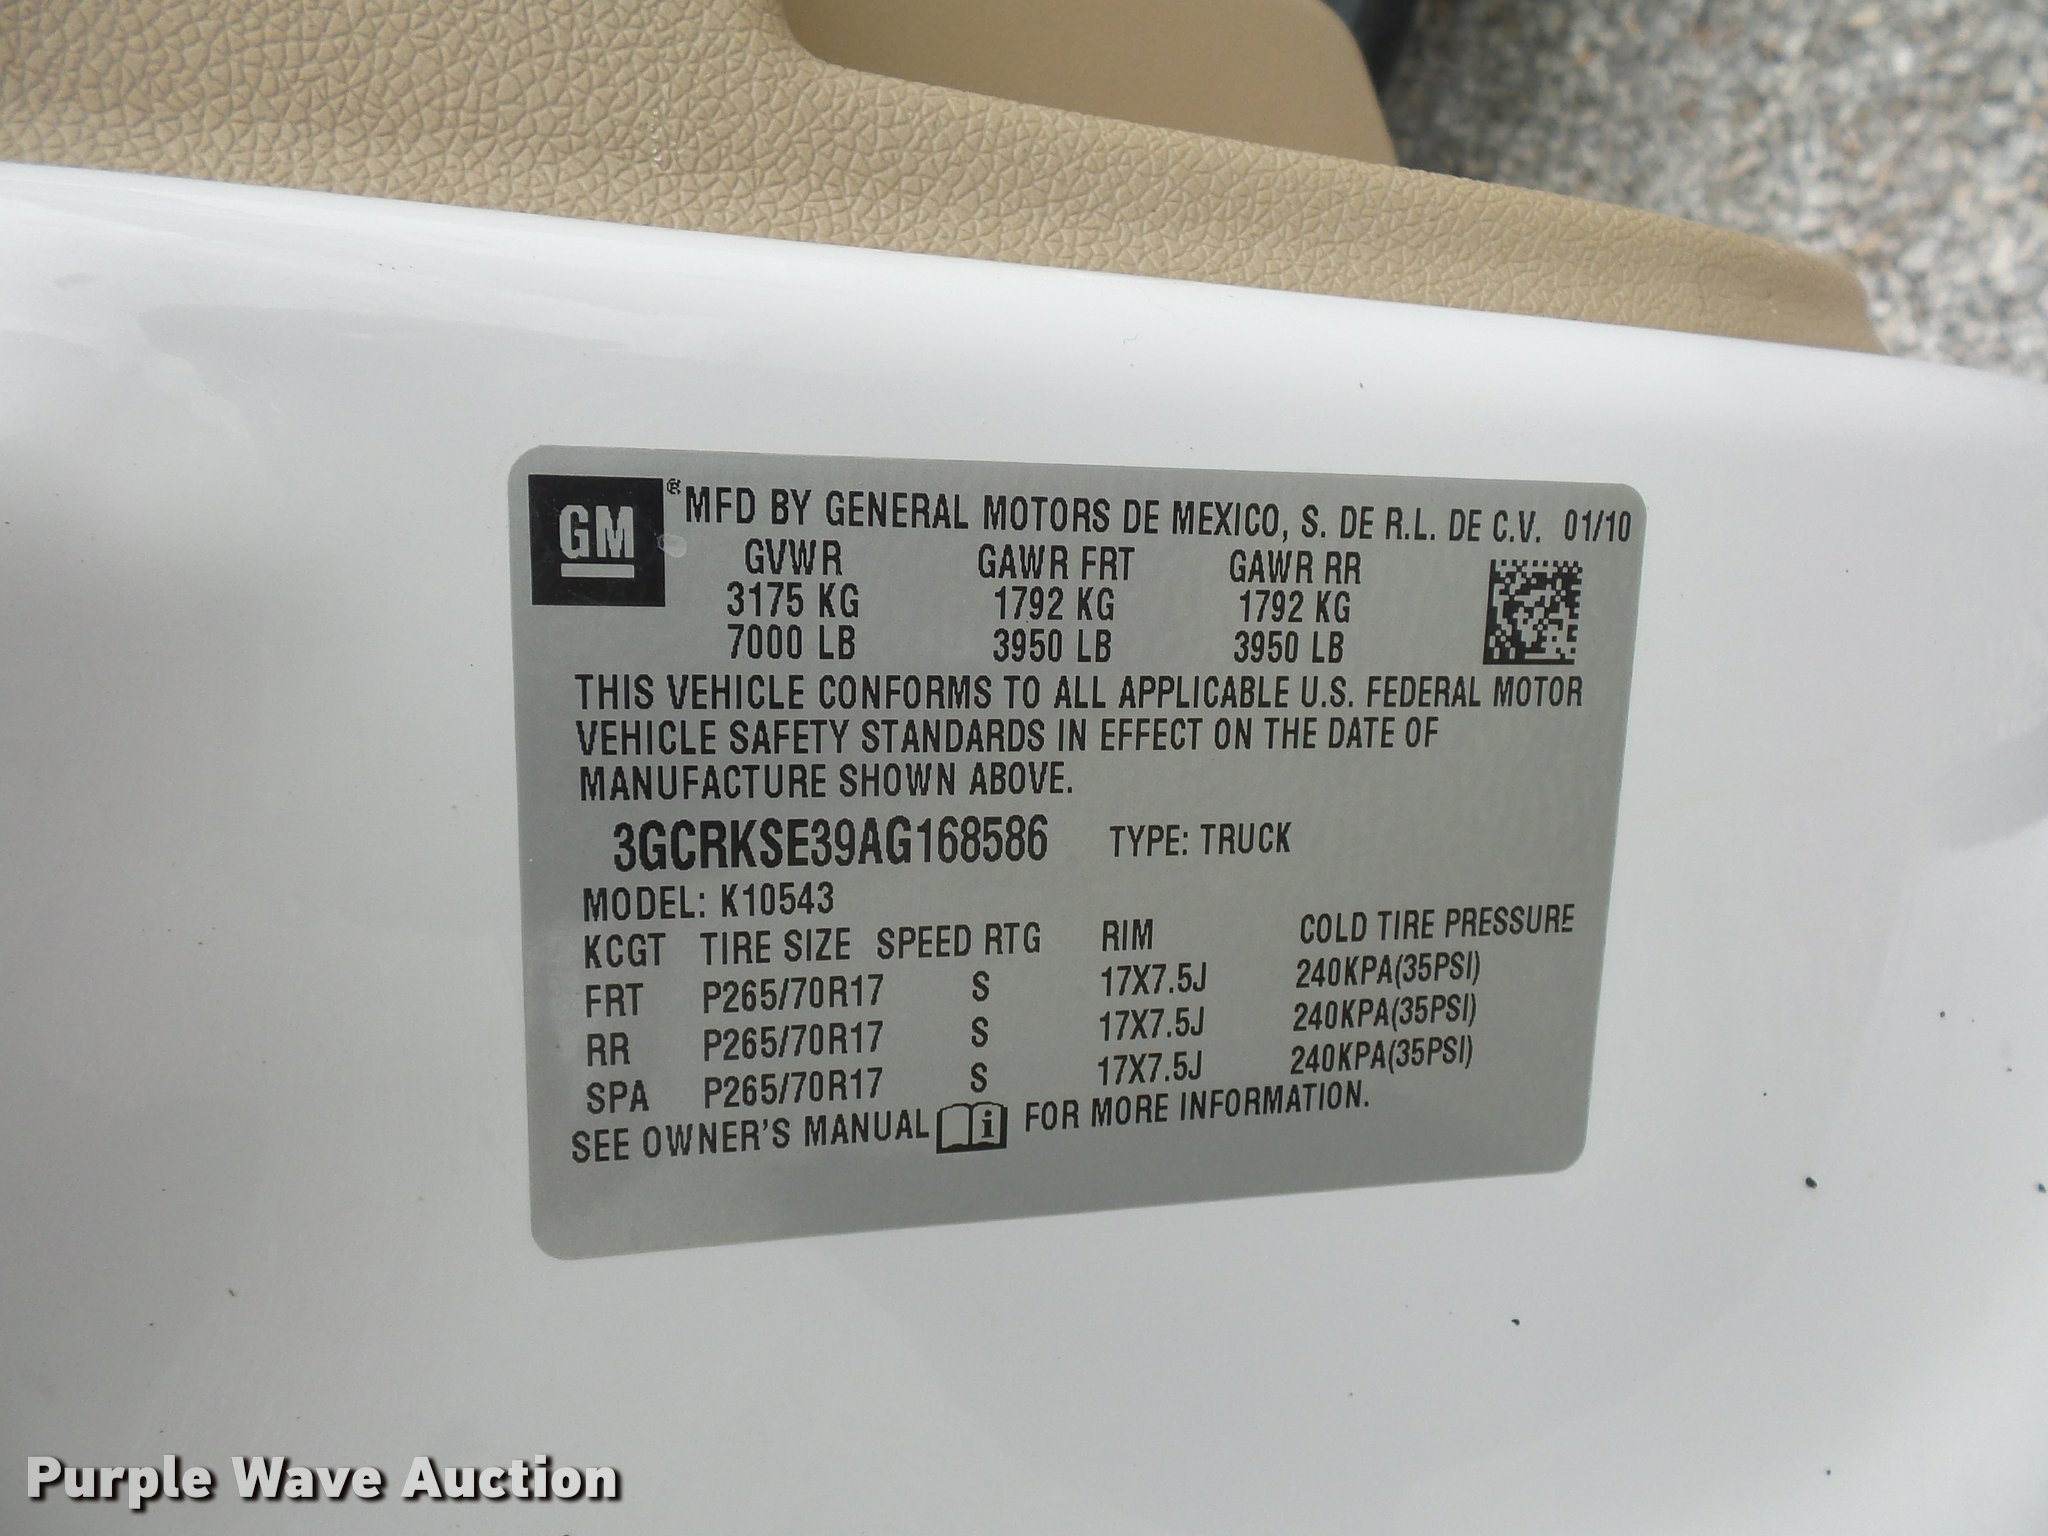 GM ® MFD BY GENERAL MOTORS DE MEXICO, S. DE R.L. DE C.V. 01/10
GVWR GAWR FRT GAWR RR
3175 KG 1792 KG 1792 KG
7000 LB 3950 LB 3950 LB
THIS VEHICLE CONFORMS TO ALL APPLICABLE U.S. FEDERAL MOTOR
VEHICLE SAFETY STANDARDS IN EFFECT ON THE DATE OF
MANUFACTURE SHOWN ABOVE.
3GCRKSE39AG168586 TYPE: TRUCK
MODEL: K10543
KCGT TIRE SIZE SPEED RTG RIM COLD TIRE PRESSURE
FRT P265/70R17 S 17X7.5J 240KPA(35PSI)
RR P265/70R17 S 17X7.5J 240KPA(35PSI)
SPA P265/70R17 S 17X7.5J 240KPA(35PSI)
SEE OWNER'S MANUAL i FOR MORE INFORMATION.
Purple Wave Auction